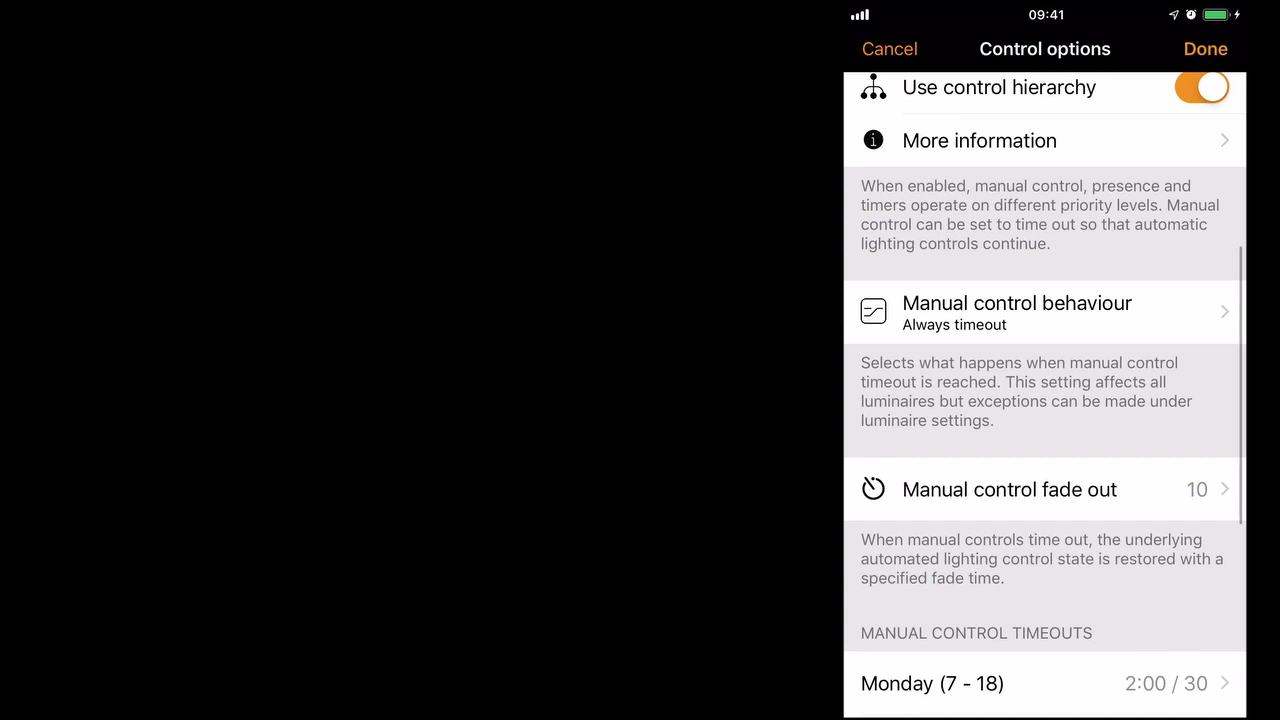 09:41
Cancel Control options Done
Use control hierarchy
More information
When enabled, manual control, presence and
timers operate on different priority levels. Manual
control can be set to time out so that automatic
lighting controls continue.
Manual control behaviour
Always timeout
Selects what happens when manual control
timeout is reached. This setting affects all
luminaires but exceptions can be made under
luminaire settings.
Manual control fade out 10
When manual controls time out, the underlying
automated lighting control state is restored with a
specified fade time.
MANUAL CONTROL TIMEOUTS
Monday (7 - 18) 2:00 / 30